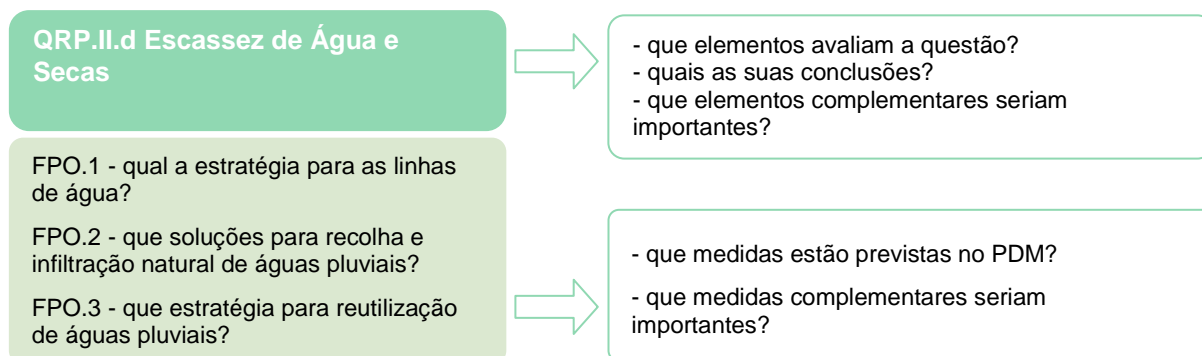 QRP.II.d Escassez de Água e
Secas
- que elementos avaliam a questão?
- quais as suas conclusões?
- que elementos complementares seriam
importantes?
FPO.1 - qual a estratégia para as linhas
de água?
FPO.2 - que soluções para recolha e
infiltração natural de águas pluviais?
FPO.3 - que estratégia para reutilização
de águas pluviais?
- que medidas estão previstas no PDM?
- que medidas complementares seriam
importantes?